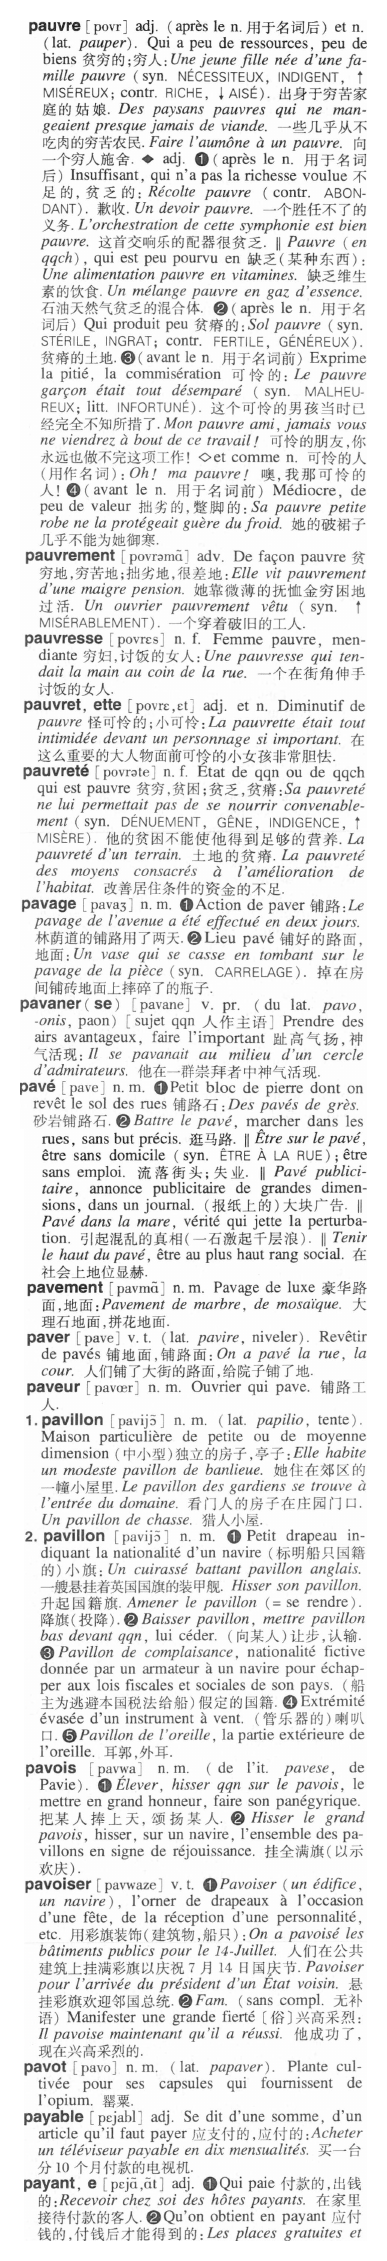 pauvre [povr] adj. (après le n. 用于名词后) et n.
(lat. pauper). Qui a peu de ressources, peu de
biens 贫穷的;穷人:Une jeune fille née d'une fa-
mille pauvre (syn. NÉCESSITEUX, INDIGENT, ↑
MISÉREUX; contr. RICHE, ↓AISÉ). 出身于穷苦家
庭的姑娘. Des paysans pauvres qui ne man-
geaient presque jamais de viande. 一些几乎从不
吃肉的穷苦农民. Faire l'aumône à un pauvre. 向
一个穷人施舍. ◆ adj. ❶(après le n. 用于名词
后) Insuffisant, qui n'a pas la richesse voulue 不
足的, 贫乏的: Récolte pauvre (contr. ABON-
DANT). 歉收. Un devoir pauvre. 一个胜任不了的
义务. L'orchestration de cette symphonie est bien
pauvre. 这首交响乐的配器很贫乏. ‖ Pauvre (en
qqch), qui est peu pourvu en 缺乏(某种东西):
Une alimentation pauvre en vitamines. 缺乏维生
素的饮食. Un mélange pauvre en gaz d'essence.
石油天然气贫乏的混合体. ❷(après le n. 用于名
词后) Qui produit peu 贫瘠的:Sol pauvre (syn.
STÉRILE, INGRAT; contr. FERTILE, GÉNÉREUX).
贫瘠的土地. ❸(avant le n. 用于名词前) Exprime
la pitié, la commisération 可怜的: Le pauvre
garçon était tout désemparé (syn. MALHEU-
REUX; litt. INFORTUNÉ). 这个可怜的男孩当时已
经完全不知所措了. Mon pauvre ami, jamais vous
ne viendrez à bout de ce travail! 可怜的朋友,你
永远也做不完这项工作! ◇et comme n. 可怜的人
(用作名词): Oh! ma pauvre! 噢,我那可怜的
人! ❹(avant le n. 用于名词前) Médiocre, de
peu de valeur 拙劣的,蹩脚的: Sa pauvre petite
robe ne la protégeait guère du froid. 她的破裙子
几乎不能为她御寒.
pauvrement [povrəmɑ̃] adv. De façon pauvre 贫
穷地,穷苦地;拙劣地,很差地:Elle vit pauvrement
d'une maigre pension. 她靠微薄的抚恤金穷困地
过活. Un ouvrier pauvrement vêtu (syn. ↑
MISÉRABLEMENT). 一个穿着破旧的工人.
pauvresse [povrɛs] n. f. Femme pauvre, men-
diante 穷妇,讨饭的女人:Une pauvresse qui ten-
dait la main au coin de la rue. 一个在街角伸手
讨饭的女人.
pauvret, ette [povrɛ,ɛt] adj. et n. Diminutif de
pauvre 怪可怜的;小可怜:La pauvrette était tout
intimidée devant un personnage si important. 在
这么重要的大人物面前可怜的小女孩非常胆怯.
pauvreté [povrəte] n. f. État de qqn ou de qqch
qui est pauvre 贫穷,贫困;贫乏,贫瘠:Sa pauvreté
ne lui permettait pas de se nourrir convenable-
ment (syn. DÉNUEMENT, GÊNE, INDIGENCE, ↑
MISÈRE). 他的贫困不能使他得到足够的营养. La
pauvreté d'un terrain. 土地的贫瘠. La pauvreté
des moyens consacrés à l'amélioration de
l'habitat. 改善居住条件的资金的不足.
pavage [pavaʒ] n. m. ❶Action de paver 铺路:Le
pavage de l'avenue a été effectué en deux jours.
林荫道的铺路用了两天. ❷Lieu pavé 铺好的路面,
地面:Un vase qui se casse en tombant sur le
pavage de la pièce (syn. CARRELAGE). 掉在房
间铺砖地面上摔碎了的瓶子.
pavaner (se) [pavane] v. pr. (du lat. pavo,
-onis, paon) [sujet qqn 人作主语] Prendre des
airs avantageux, faire l'important 趾高气扬,神
气活现: Il se pavanait au milieu d'un cercle
d'admirateurs. 他在一群崇拜者中神气活现.
pavé [pave] n. m. ❶Petit bloc de pierre dont on
revêt le sol des rues 铺路石:Des pavés de grès.
砂岩铺路石. ❷Battre le pavé, marcher dans les
rues, sans but précis. 逛马路. ‖ Être sur le pavé,
être sans domicile (syn. ÊTRE À LA RUE);être
sans emploi. 流落街头;失业. ‖ Pavé publici-
taire, annonce publicitaire de grandes dimen-
sions, dans un journal. (报纸上的)大块广告. ‖
Pavé dans la mare, vérité qui jette la perturba-
tion. 引起混乱的真相(一石激起千层浪). ‖ Tenir
le haut du pavé, être au plus haut rang social. 在
社会上地位显赫.
pavement [pavmɑ̃] n. m. Pavage de luxe 豪华路
面,地面:Pavement de marbre, de mosaïque. 大
理石地面,拼花地面.
paver [pave] v. t. (lat. pavire, niveler). Revêtir
de pavés 铺地面,铺路面: On a pavé la rue, la
cour. 人们铺了大街的路面,给院子铺了地.
paveur [pavœr] n. m. Ouvrier qui pave. 铺路工
人.
1. pavillon [pavijɔ̃] n. m. (lat. papilio, tente).
Maison particulière de petite ou de moyenne
dimension (中小型)独立的房子,亭子:Elle habite
un modeste pavillon de banlieue. 她住在郊区的
一幢小屋里. Le pavillon des gardiens se trouve à
l'entrée du domaine. 看门人的房子在庄园门口.
Un pavillon de chasse. 猎人小屋.
2. pavillon [pavijɔ̃] n. m. ❶ Petit drapeau in-
diquant la nationalité d'un navire (标明船只国籍
的)小旗: Un cuirassé battant pavillon anglais.
一艘悬挂着英国国旗的装甲舰. Hisser son pavillon.
升起国籍旗. Amener le pavillon (= se rendre).
降旗(投降). ❷Baisser pavillon, mettre pavillon
bas devant qqn, lui céder. (向某人)让步,认输.
❸Pavillon de complaisance, nationalité fictive
donnée par un armateur à un navire pour échap-
per aux lois fiscales et sociales de son pays. (船
主为逃避本国税法给船)假定的国籍. ❹Extrémité
évasée d'un instrument à vent. (管乐器的)喇叭
口. ❺Pavillon de l'oreille, la partie extérieure de
l'oreille. 耳郭,外耳.
pavois [pavwa] n. m. (de l'it. pavese, de
Pavie). ❶ Élever, hisser qqn sur le pavois, le
mettre en grand honneur, faire son panégyrique.
把某人捧上天, 颂扬某人. ❷ Hisser le grand
pavois, hisser, sur un navire, l'ensemble des pa-
villons en signe de réjouissance. 挂全满旗(以示
欢庆).
pavoiser [pavwaze] v. t. ❶Pavoiser (un édifice,
un navire), l'orner de drapeaux à l'occasion
d'une fête, de la réception d'une personnalité,
etc. 用彩旗装饰(建筑物,船只):On a pavoisé les
bâtiments publics pour le 14-Juillet. 人们在公共
建筑上挂满彩旗以庆祝 7 月 14 日国庆节. Pavoiser
pour l'arrivée du président d'un État voisin. 悬
挂彩旗欢迎邻国总统. ❷Fam. (sans compl. 无补
语) Manifester une grande fierté [俗]兴高采烈:
Il pavoise maintenant qu'il a réussi. 他成功了,
现在兴高采烈的.
pavot [pavo] n. m. (lat. papaver). Plante cul-
tivée pour ses capsules qui fournissent de
l'opium. 罂粟.
payable [pɛjabl] adj. Se dit d'une somme, d'un
article qu'il faut payer 应支付的,应付的:Acheter
un téléviseur payable en dix mensualités. 买一台
分 10 个月付款的电视机.
payant, e [pɛjɑ̃,ɑ̃t] adj. ❶Qui paie 付款的,出钱
的:Recevoir chez soi des hôtes payants. 在家里
接待付款的客人. ❷Qu'on obtient en payant 应付
钱的,付钱后才能得到的: Les places gratuites et